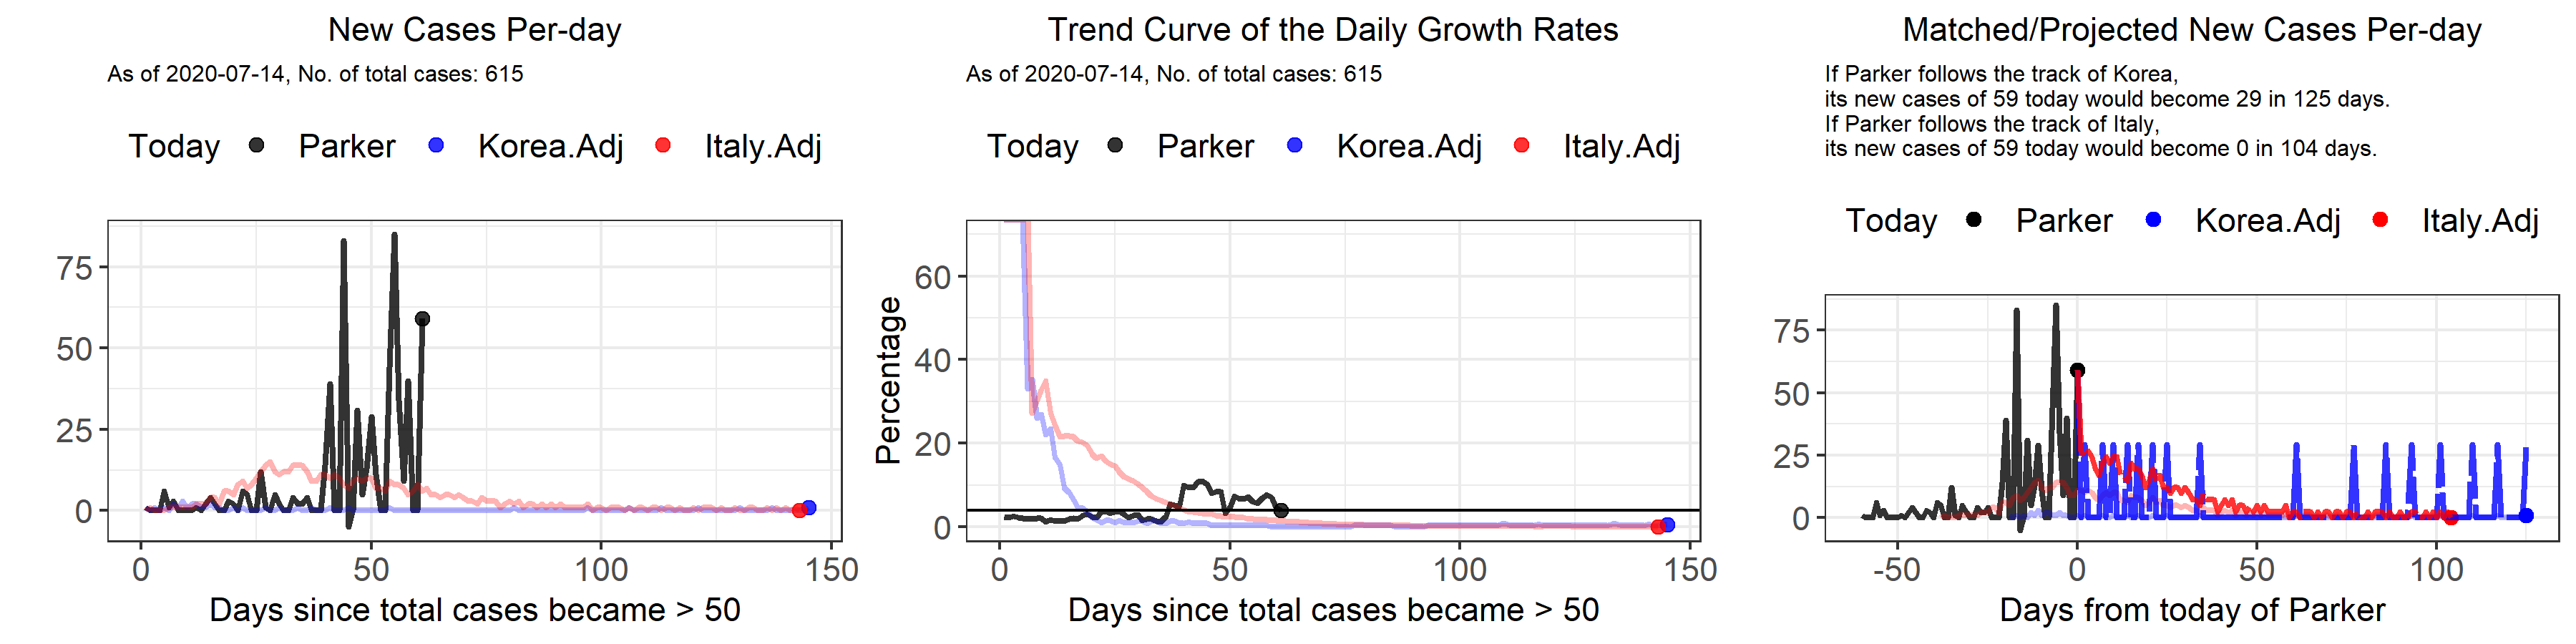 New Cases Per-day
As of 2020-07-14, No. of total cases: 615
Today Parker Korea.Adj Italy.Adj
75
50
25
0
0 50 100 150
Days since total cases became > 50
Trend Curve of the Daily Growth Rates
As of 2020-07-14, No. of total cases: 615
Today Parker Korea.Adj Italy.Adj
Percentage
60
40
20
0
0 50 100 150
Days since total cases became > 50
Matched/Projected New Cases Per-day
If Parker follows the track of Korea,
its new cases of 59 today would become 29 in 125 days.
If Parker follows the track of Italy,
its new cases of 59 today would become 0 in 104 days.
Today Parker Korea.Adj Italy.Adj
75
50
25
0
-50 0 50 100
Days from today of Parker